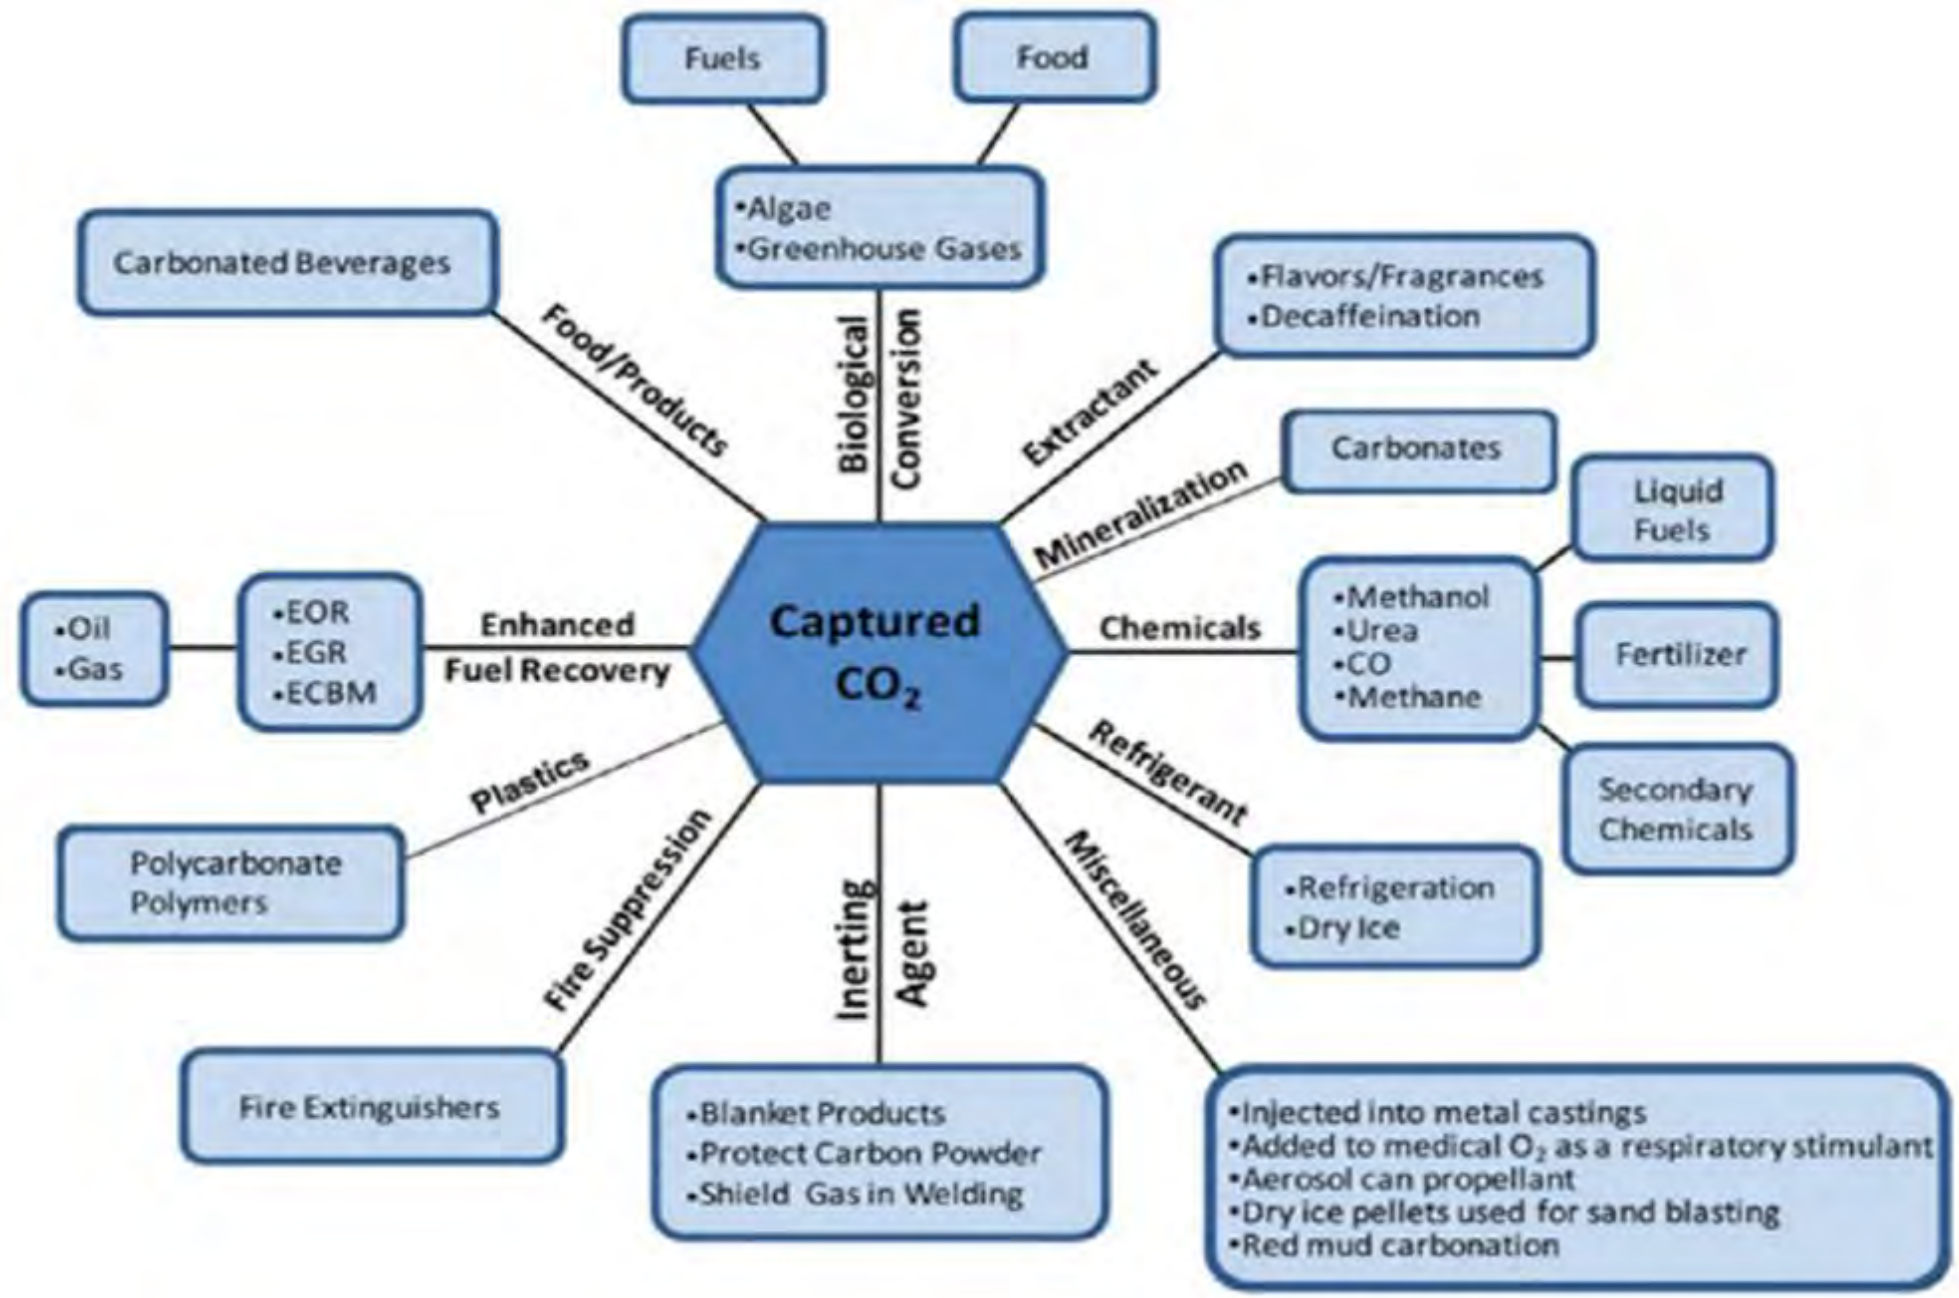 Fuels
Food
•Algae
•Greenhouse Gases
Carbonated Beverages
•Flavors/Fragrances
•Decaffeination
Food/Products
Biological
Conversion
Extractant
Mineralization
Carbonates
Liquid
Fuels
•Oil
•Gas
•EOR
•EGR
•ECBM
Enhanced
Fuel Recovery
Captured
CO₂
Chemicals
•Methanol
•Urea
•CO
•Methane
Fertilizer
Secondary
Chemicals
Plastics
Polycarbonate
Polymers
Fire Suppression
Inerting
Agent
Miscellaneous
Refrigerant
•Refrigeration
•Dry Ice
Fire Extinguishers
•Blanket Products
•Protect Carbon Powder
•Shield Gas in Welding
•Injected into metal castings
•Added to medical O₂ as a respiratory stimulant
•Aerosol can propellant
•Dry ice pellets used for sand blasting
•Red mud carbonation